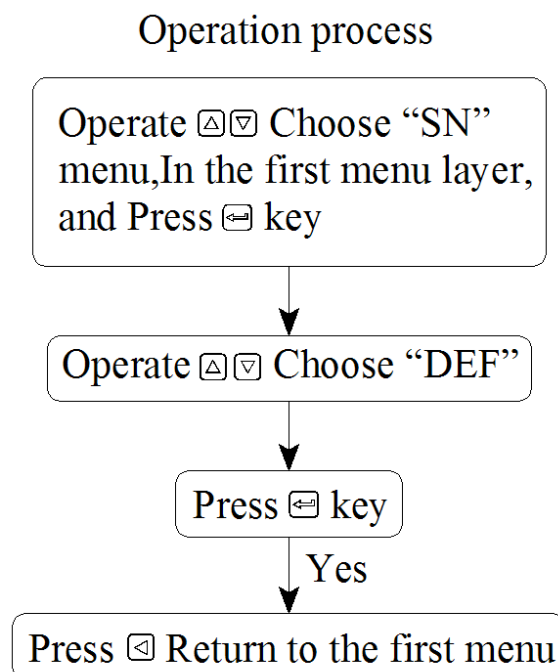 Operation process
Operate △ ▽ Choose “SN”
menu,In the first menu layer,
and Press ↵ key
Operate △ ▽ Choose “DEF”
Press ↵ key
Yes
Press ◁ Return to the first menu